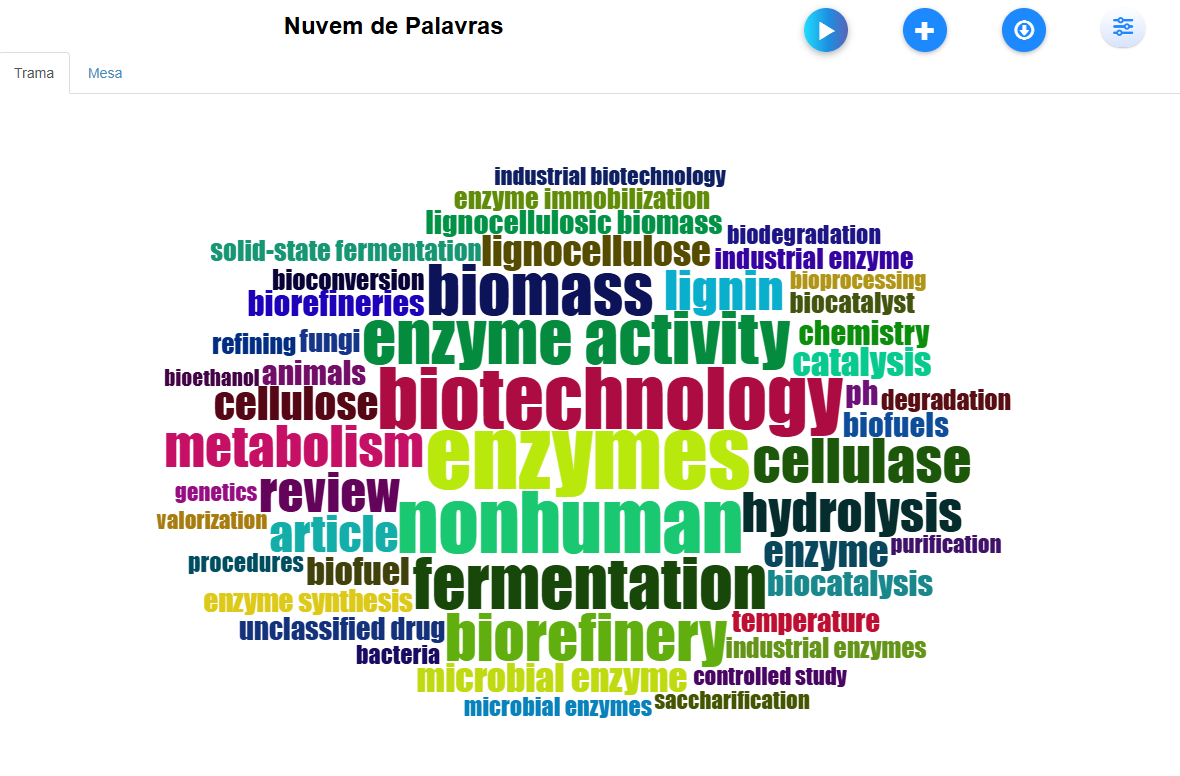 Nuvem de Palavras
Trama Mesa
industrial biotechnology
enzyme immobilization
lignocellulosic biomass
biodegradation
solid-state fermentation
lignocellulose
industrial enzyme
bioconversion
biomass
lignin
bioprocessing
biorefineries
biocatalyst
refining
fungi
enzyme activity
chemistry
catalysis
bioethanol
animals
biotechnology
ph
degradation
cellulose
biofuels
metabolism
enzymes
cellulase
genetics
review
nonhuman
hydrolysis
valorization
article
enzyme
purification
procedures
biofuel
fermentation
biocatalysis
enzyme synthesis
unclassified drug
biorefinery
temperature
industrial enzymes
bacteria
microbial enzyme
controlled study
microbial enzymes
saccharification